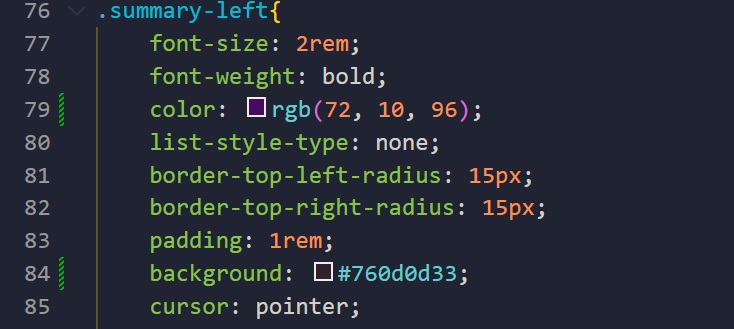 76 .summary-left{
77 font-size: 2rem;
78 font-weight: bold;
79 color: rgb(72, 10, 96);
80 list-style-type: none;
81 border-top-left-radius: 15px;
82 border-top-right-radius: 15px;
83 padding: 1rem;
84 background: #760d0d33;
85 cursor: pointer;